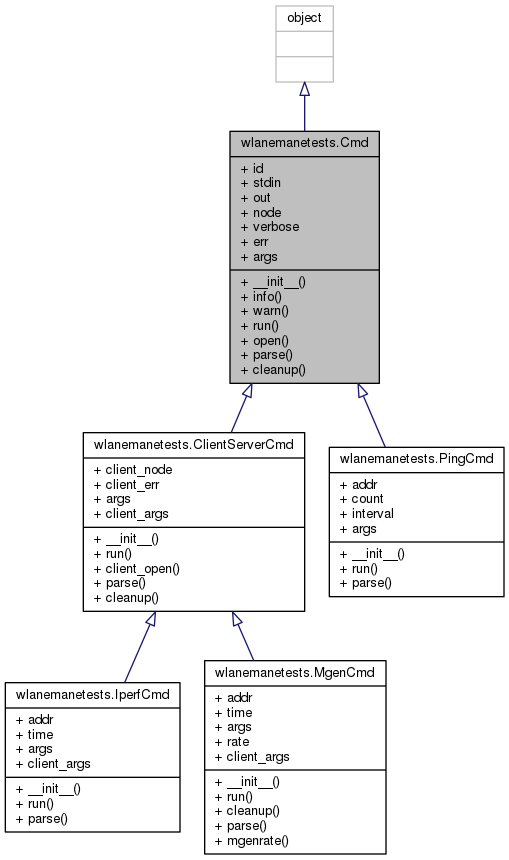 object
wlanemanetests.Cmd
+ id
+ stdin
+ out
+ node
+ verbose
+ err
+ args
+ __init__()
+ info()
+ warn()
+ run()
+ open()
+ parse()
+ cleanup()
wlanemanetests.ClientServerCmd
+ client_node
+ client_err
+ args
+ client_args
+ __init__()
+ run()
+ client_open()
+ parse()
+ cleanup()
wlanemanetests.PingCmd
+ addr
+ count
+ interval
+ args
+ __init__()
+ run()
+ parse()
wlanemanetests.IperfCmd
+ addr
+ time
+ args
+ client_args
+ __init__()
+ run()
+ parse()
wlanemanetests.MgenCmd
+ addr
+ time
+ args
+ rate
+ client_args
+ __init__()
+ run()
+ cleanup()
+ parse()
+ mgenrate()